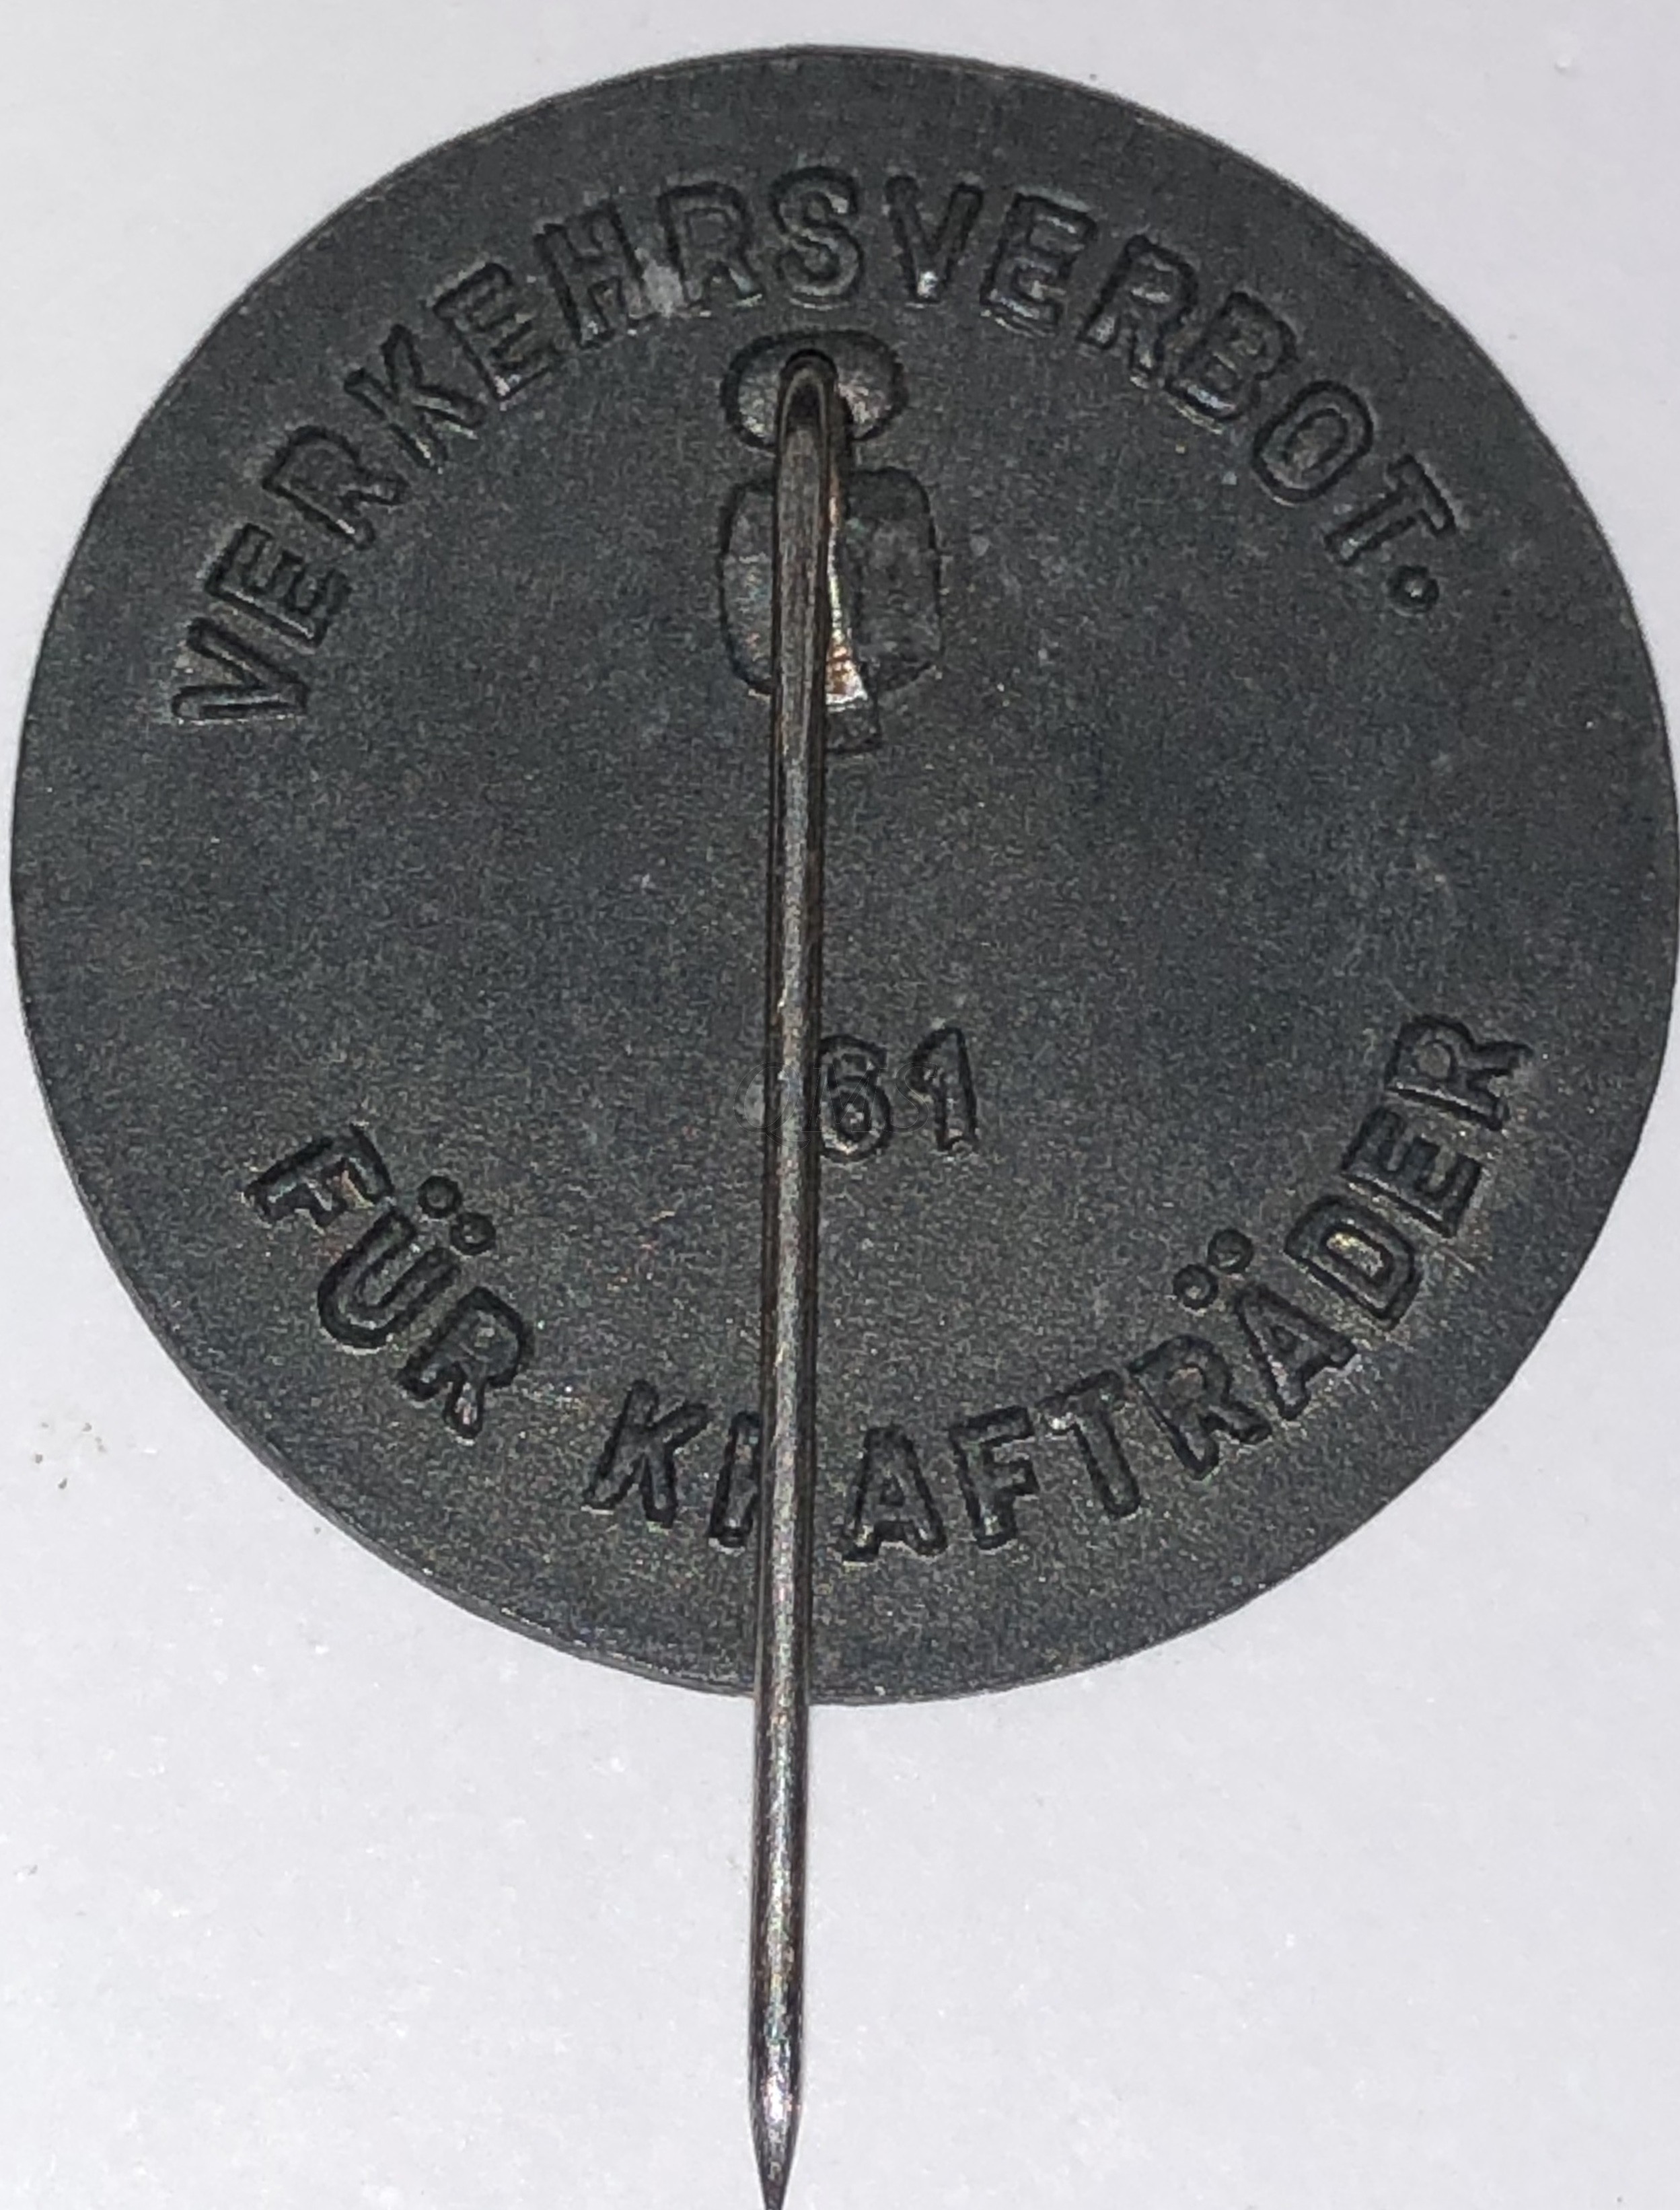 VERKEHRSVERBOT.
61
FÜR KRAFTRÄDER